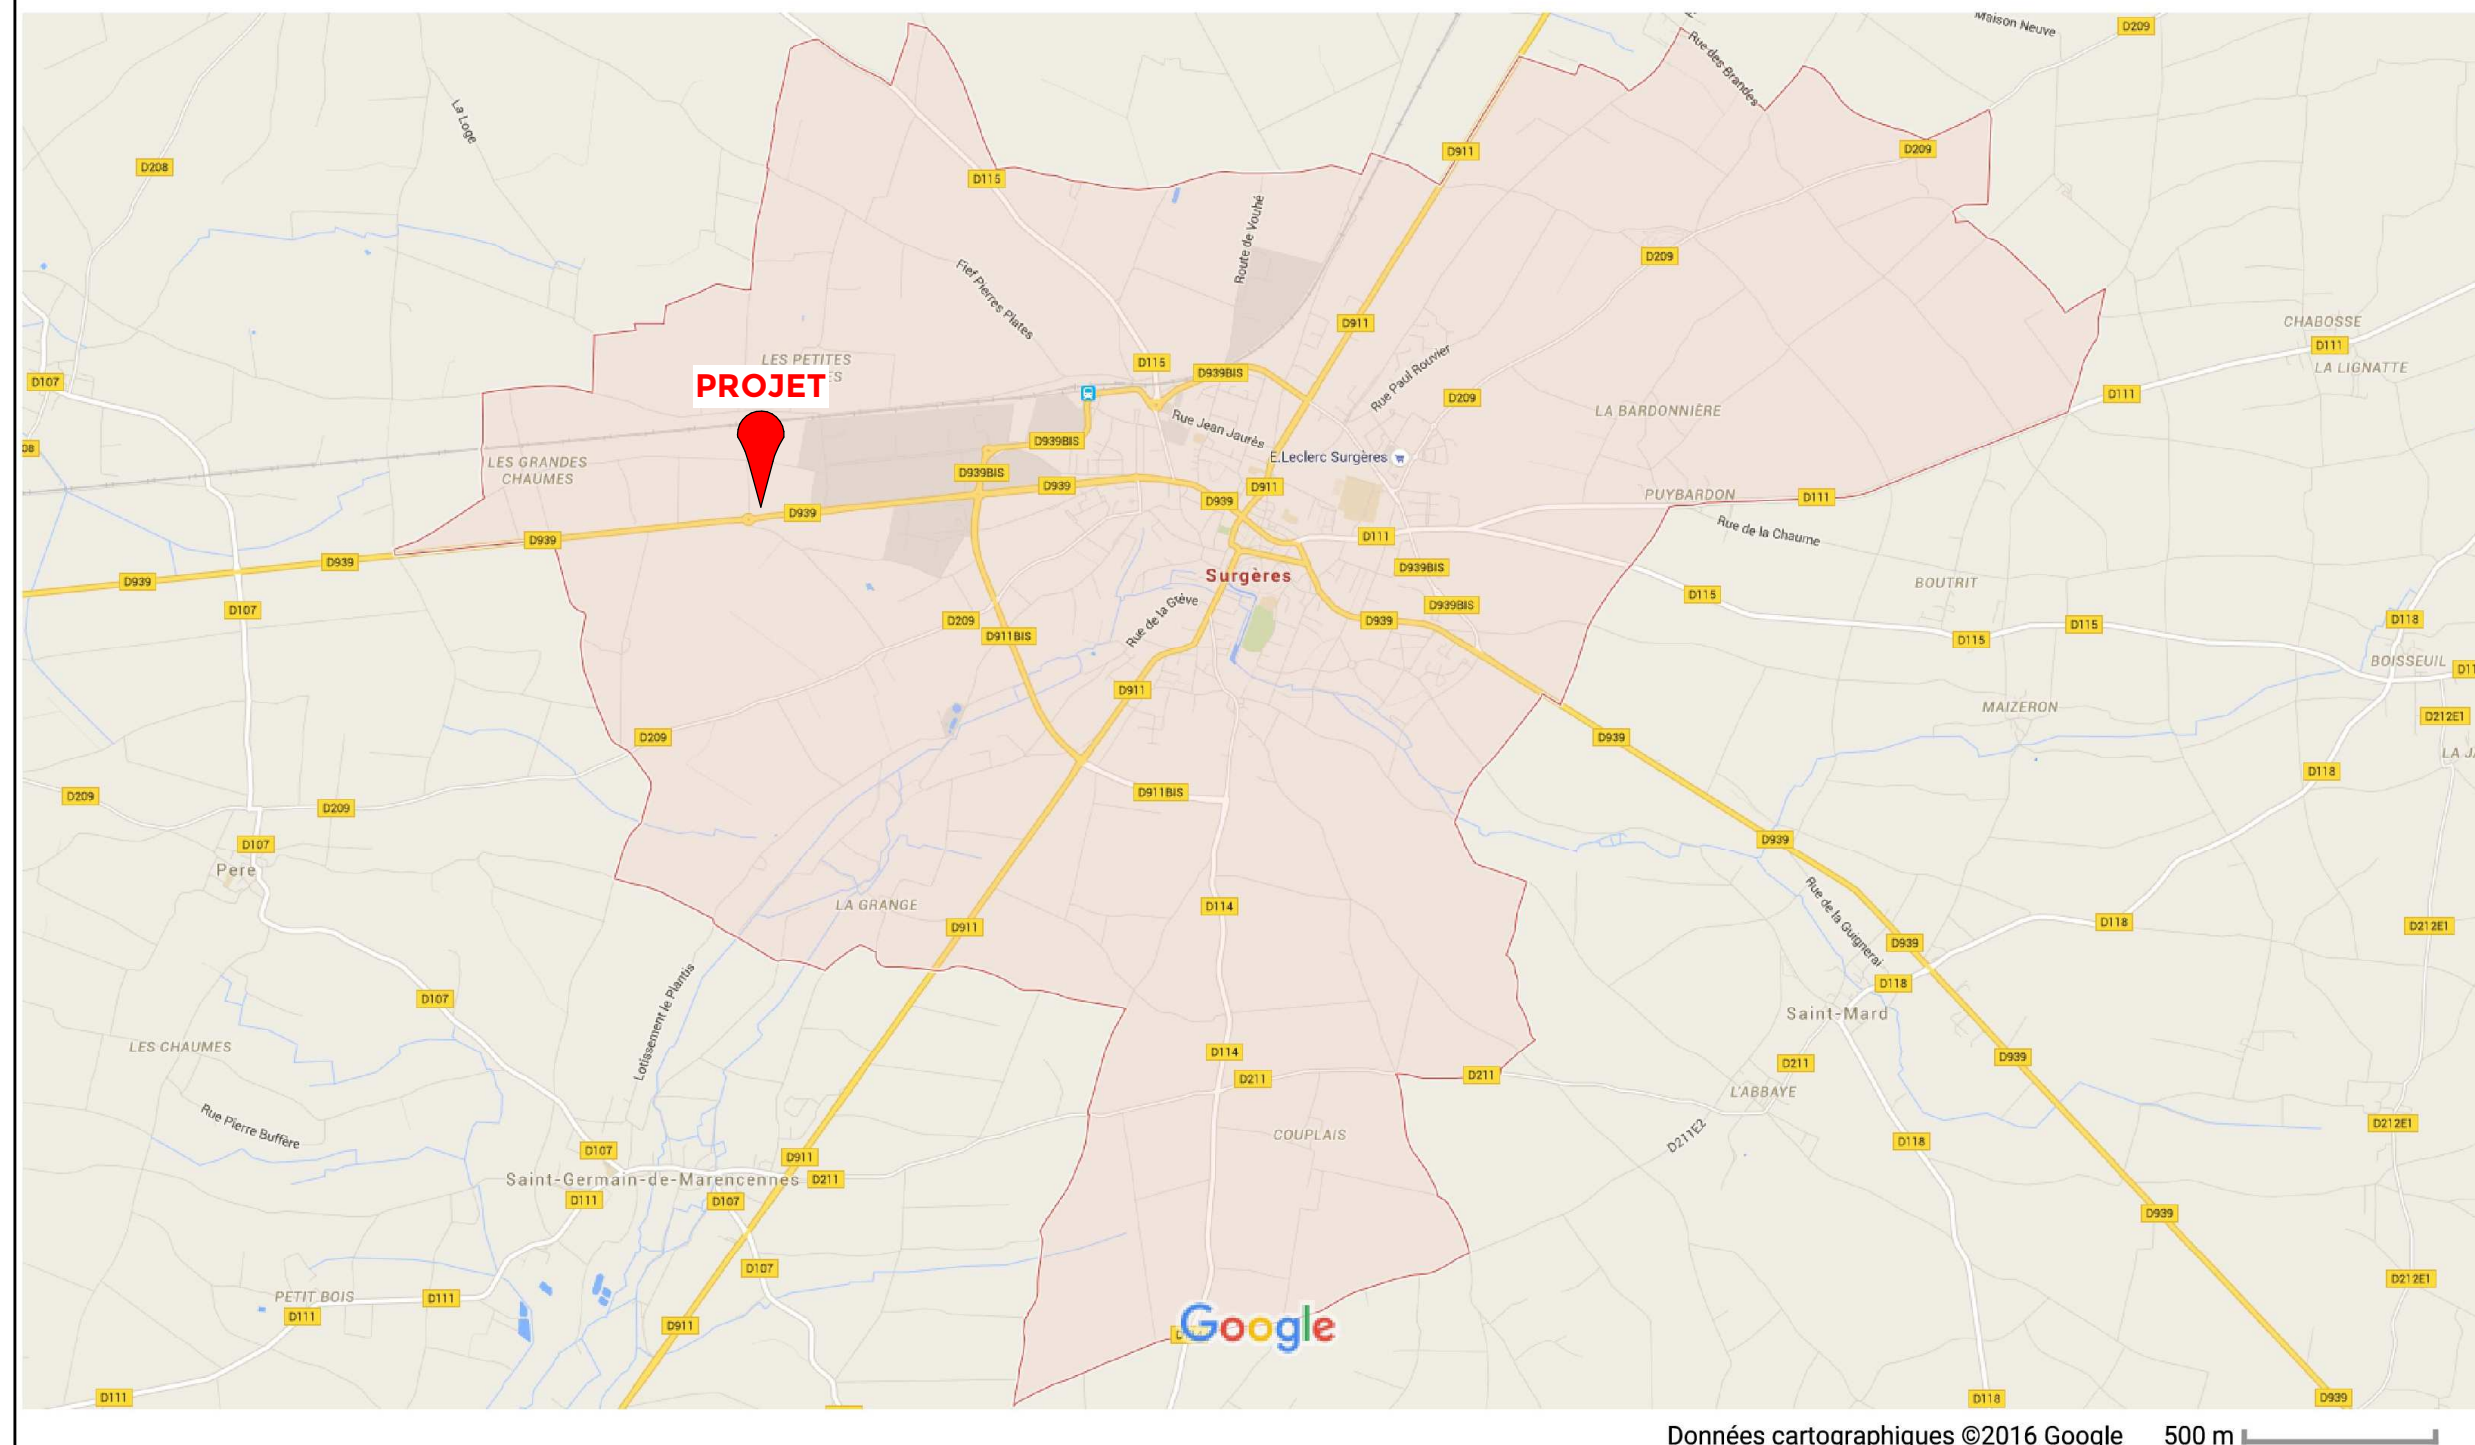 Maison Neuve
D209
Rue des Brandes
La Loge
D911
D209
D208
D115
Route de Vouhé
D209
Fief Pierres Plates
D911
CHABOSSE
D111
LES PETITES
D115
D939BIS
Rue Paul Rouvier
LA LIGNATTE
D107
PROJET
D209
D111
LA BARDONNIÈRE
Rue Jean Jaurès
D939BIS
E.Leclerc Surgères
LES GRANDES
CHAUMES
D939BIS
D939
D911
D939
PUYBARDON
D111
D939
Rue de la Chaume
D939
D111
D939
D939BIS
Surgères
D939
BOUTRIT
D107
Rue de la Grève
D939BIS
D115
D209
D911BIS
D939
D115
D115
D118
BOISSEUIL
D911
MAIZERON
D212E1
D209
D939
D118
D209
D209
D911BIS
D107
D939
Pere
LA GRANGE
D911
D114
Rue de la Guignerai
D118
D212E1
D939
Lotissement le Plantis
D107
D118
Saint-Mard
LES CHAUMES
D114
D211
D211
D211
D939
L'ABBAYE
Rue Pierre Buffère
COUPLAIS
D211E2
D212E1
D107
D911
D118
Saint-Germain-de-Marencennes
D211
D111
D107
D939
D107
D212E1
PETIT BOIS
D111
D111
D911
Google
D111
D118
D939
Données cartographiques ©2016 Google
500 m